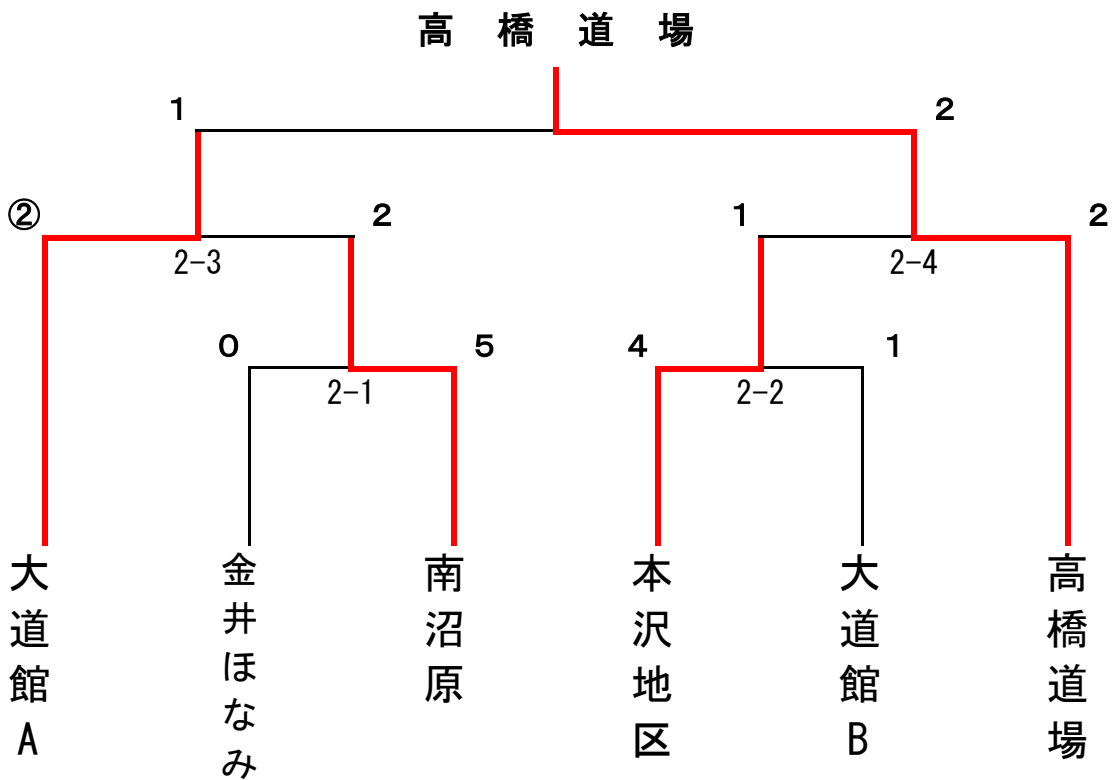 高橋道場
1 2
② 2 1 2
2-3 2-4
0 5 4 1
2-1 2-2
大道館A
金井ほなみ
南沼原
本沢地区
大道館B
高橋道場